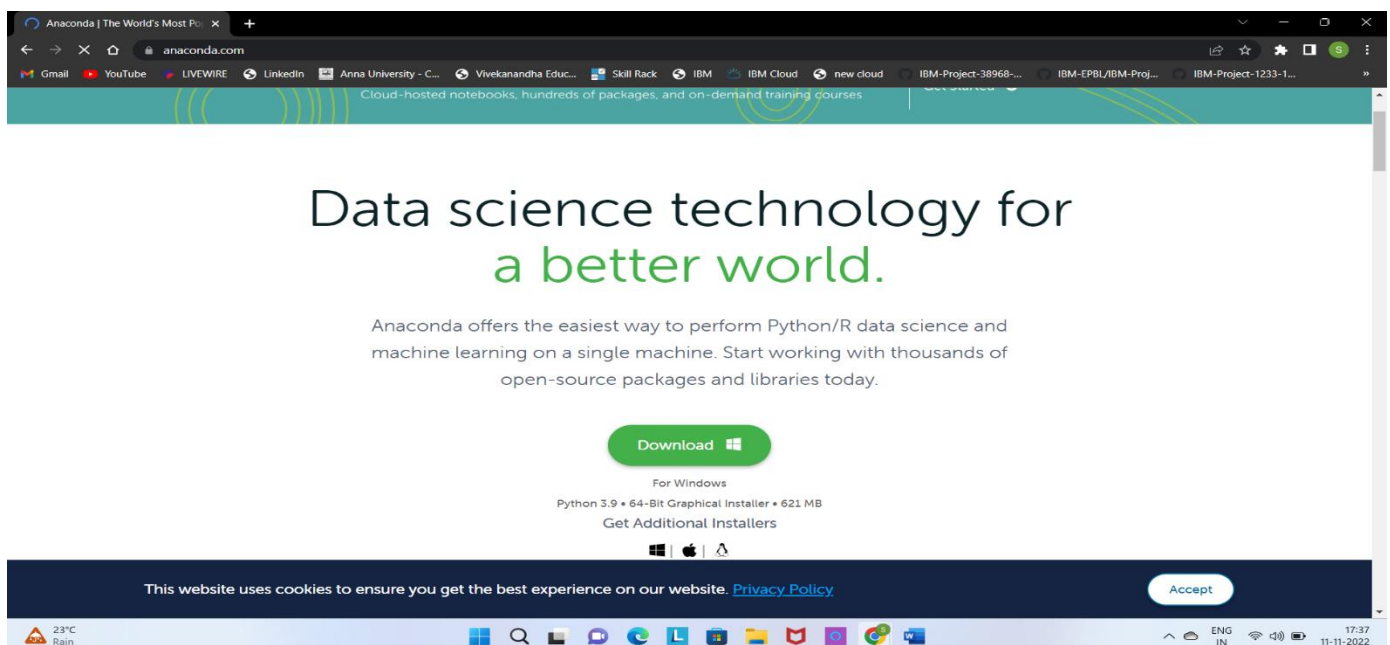 Anaconda | The World's Most Po
anaconda.com
Gmail YouTube LIVEWIRE LinkedIn Anna University - C... Vivekanandha Educ... Skill Rack IBM IBM Cloud new cloud IBM-Project-38968-... IBM-EPBL/IBM-Proj... IBM-Project-1233-1... »
Cloud-hosted notebooks, hundreds of packages, and on-demand training courses
Get Started
Data science technology for
a better world.
Anaconda offers the easiest way to perform Python/R data science and
machine learning on a single machine. Start working with thousands of
open-source packages and libraries today.
Download
For Windows
Python 3.9 • 64-Bit Graphical Installer • 621 MB
Get Additional Installers
| |
This website uses cookies to ensure you get the best experience on our website. Privacy Policy
Accept
23°C
Rain
ENG
IN
17:37
11-11-2022